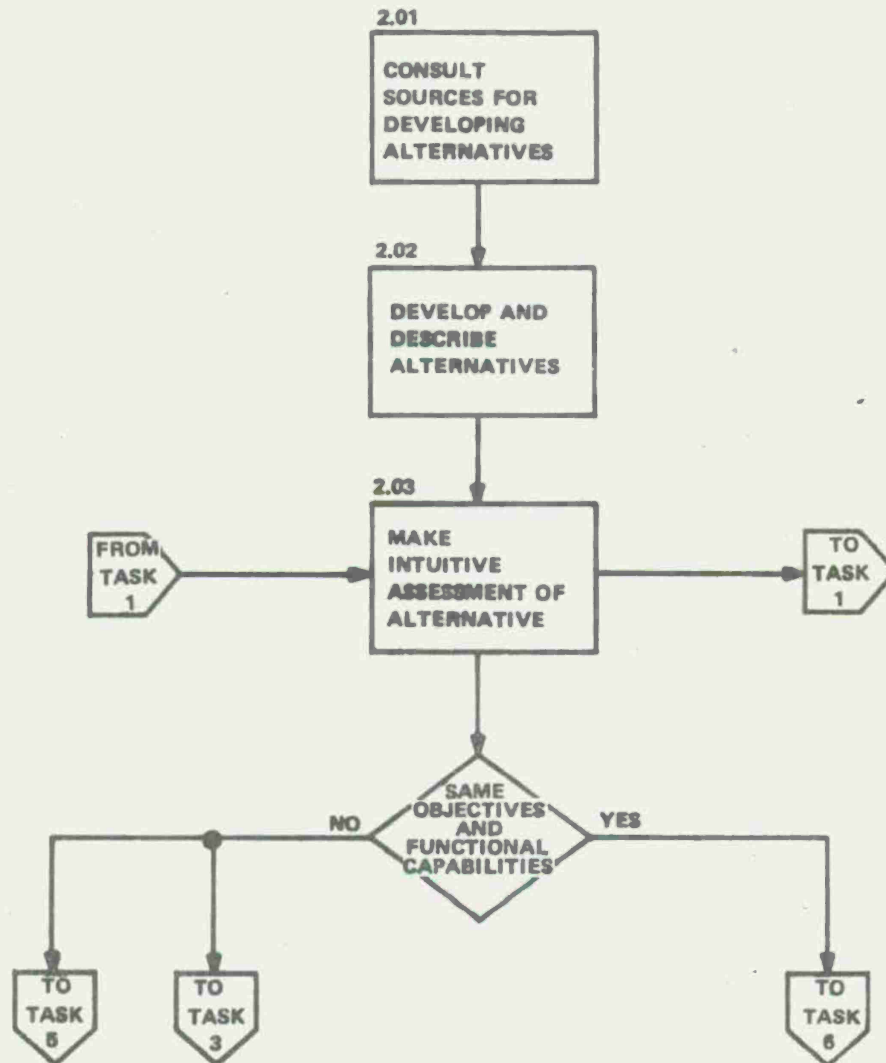 2.01
CONSULT
SOURCES FOR
DEVELOPING
ALTERNATIVES
2.02
DEVELOP AND
DESCRIBE
ALTERNATIVES
2.03
MAKE
INTUITIVE
ASSESSMENT OF
ALTERNATIVE
FROM
TASK
1
TO
TASK
1
SAME
OBJECTIVES
AND
FUNCTIONAL
CAPABILITIES
NO
YES
TO
TASK
5
TO
TASK
3
TO
TASK
6